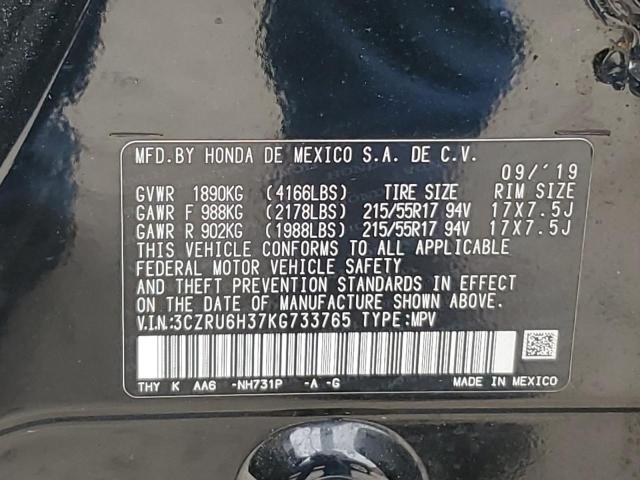 MFD.BY HONDA DE MEXICO S.A. DE C.V.
09/'19
GVWR 1890KG (4166LBS) TIRE SIZE RIM SIZE
GAWR F 988KG (2178LBS) 215/55R17 94V 17X7.5J
GAWR R 902KG (1988LBS) 215/55R17 94V 17X7.5J
THIS VEHICLE CONFORMS TO ALL APPLICABLE
FEDERAL MOTOR VEHICLE SAFETY
AND THEFT PREVENTION STANDARDS IN EFFECT
ON THE DATE OF MANUFACTURE SHOWN ABOVE.
V.I.N.:3CZRU6H37KG733765 TYPE:MPV
THY K AA6 -NH731P -A -G MADE IN MEXICO